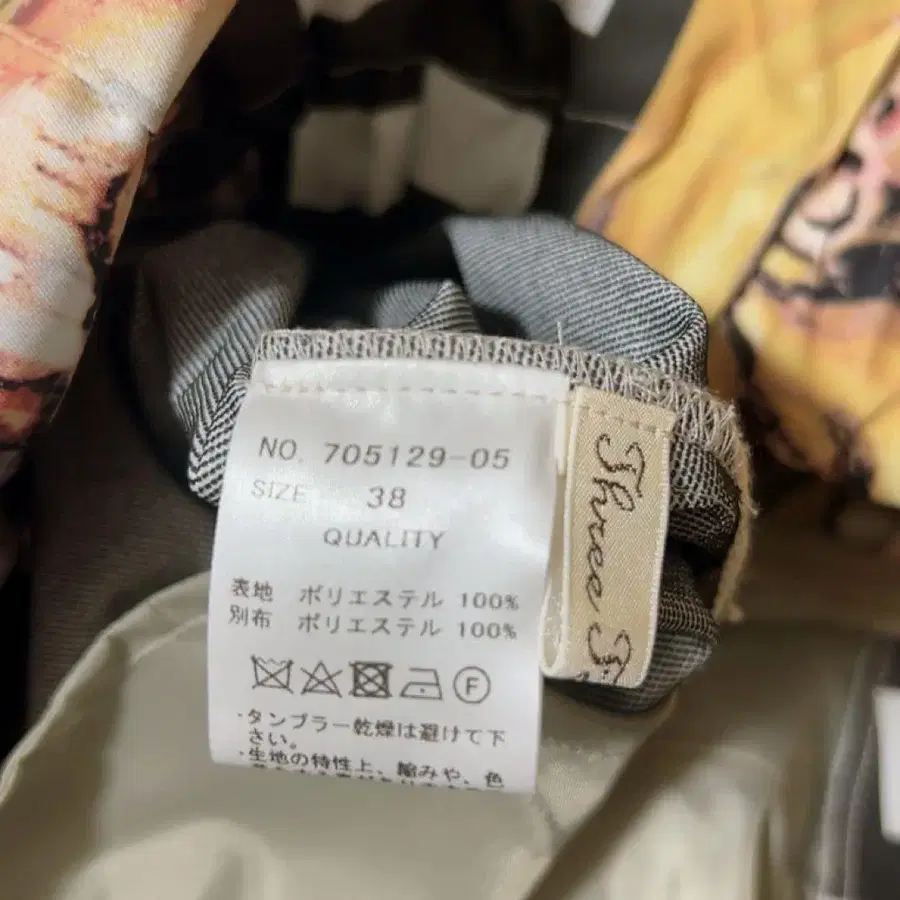 NO. 705129-05
SIZE 38
QUALITY
表地 ポリエステル 100%
別布 ポリエステル 100%
F
・タンブラー乾燥は避けて下
さい。
・生地の特性上、縮みや、色
Three F